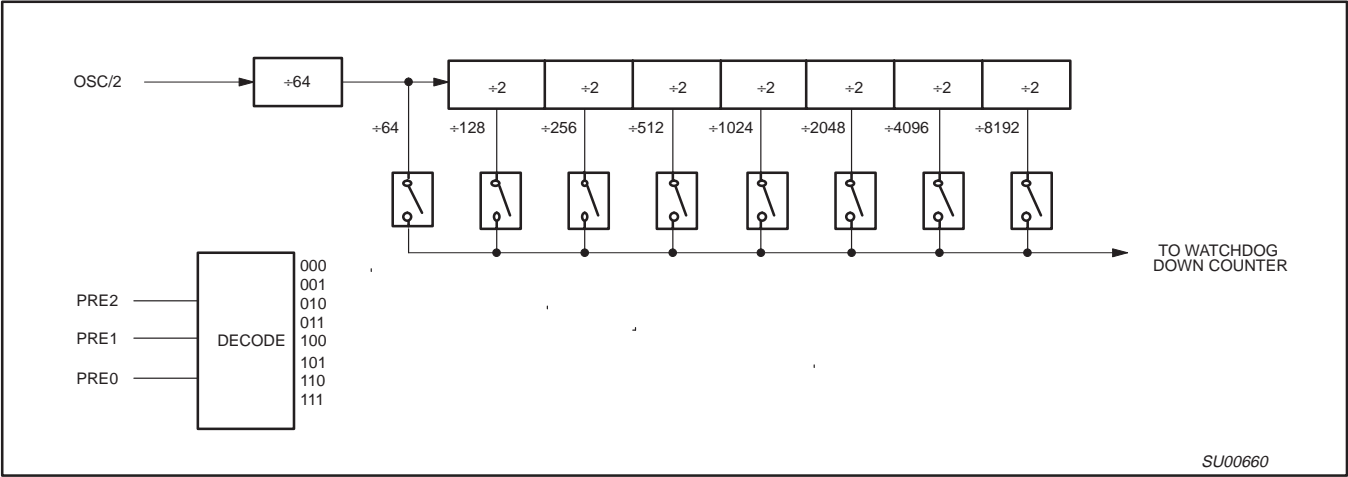 OSC/2
÷64
÷2 ÷2 ÷2 ÷2 ÷2 ÷2 ÷2
÷64 ÷128 ÷256 ÷512 ÷1024 ÷2048 ÷4096 ÷8192
TO WATCHDOG
DOWN COUNTER
PRE2
PRE1
PRE0
DECODE
000
001
010
011
100
101
110
111
SU00660